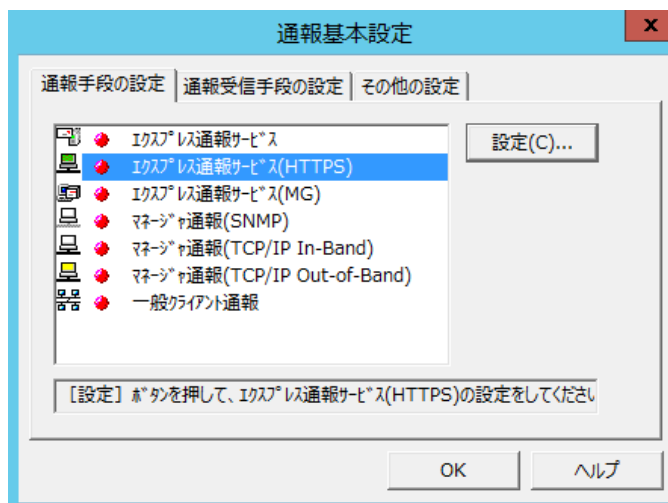 通報基本設定
x
通報手段の設定 通報受信手段の設定 その他の設定
ｴｸｽﾌﾟﾚｽ通報ｻｰﾋﾞｽ
設定(C)...
ｴｸｽﾌﾟﾚｽ通報ｻｰﾋﾞｽ(HTTPS)
ｴｸｽﾌﾟﾚｽ通報ｻｰﾋﾞｽ(MG)
ﾏﾈｰｼﾞｬ通報(SNMP)
ﾏﾈｰｼﾞｬ通報(TCP/IP In-Band)
ﾏﾈｰｼﾞｬ通報(TCP/IP Out-of-Band)
一般ｸﾗｲｱﾝﾄ通報
［設定］ﾎﾞﾀﾝを押して、ｴｸｽﾌﾟﾚｽ通報ｻｰﾋﾞｽ(HTTPS)の設定をしてくださ
OK ヘルプ